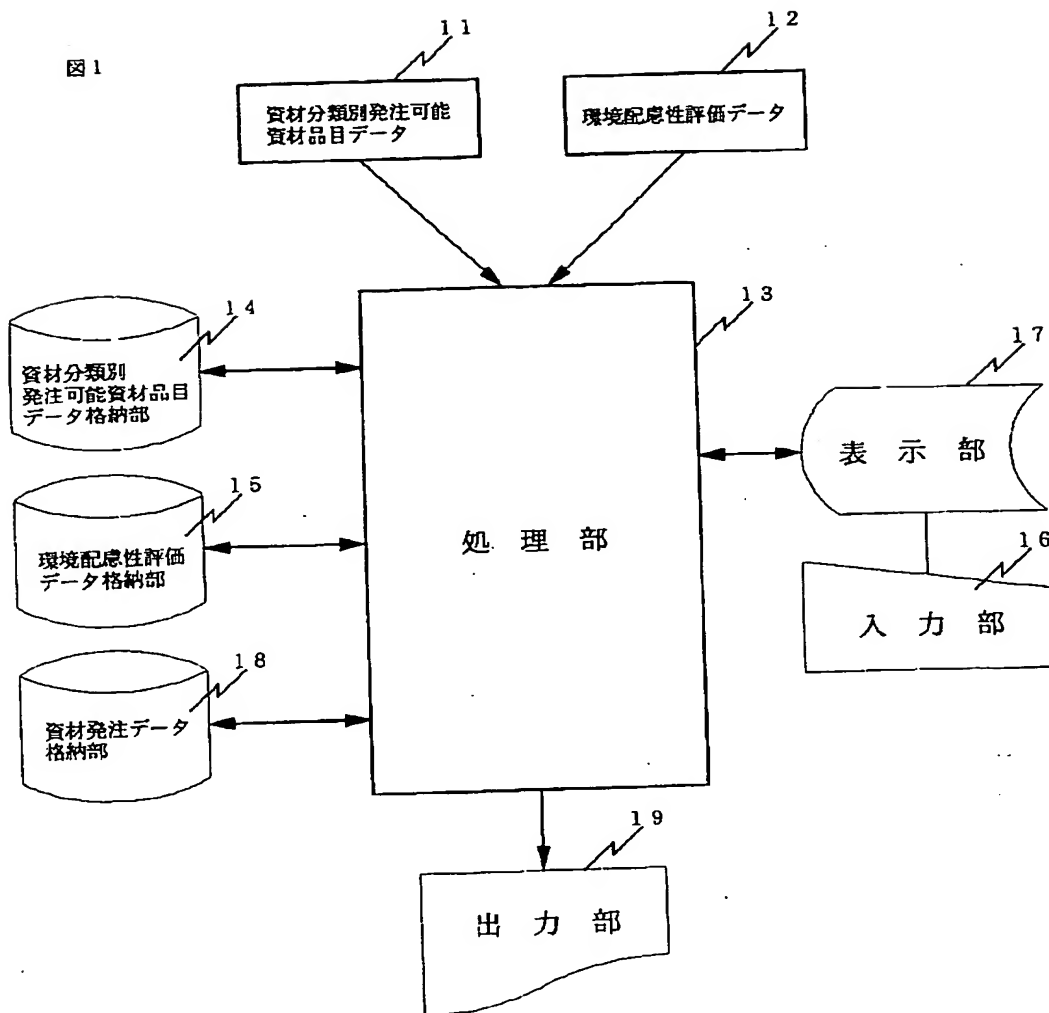 図1
11
資材分類別発注可能
資材品目データ
12
環境配慮性評価データ
13
処理部
14
資材分類別
発注可能資材品目
データ格納部
15
環境配慮性評価
データ格納部
18
資材発注データ
格納部
17
表示部
16
入力部
19
出力部